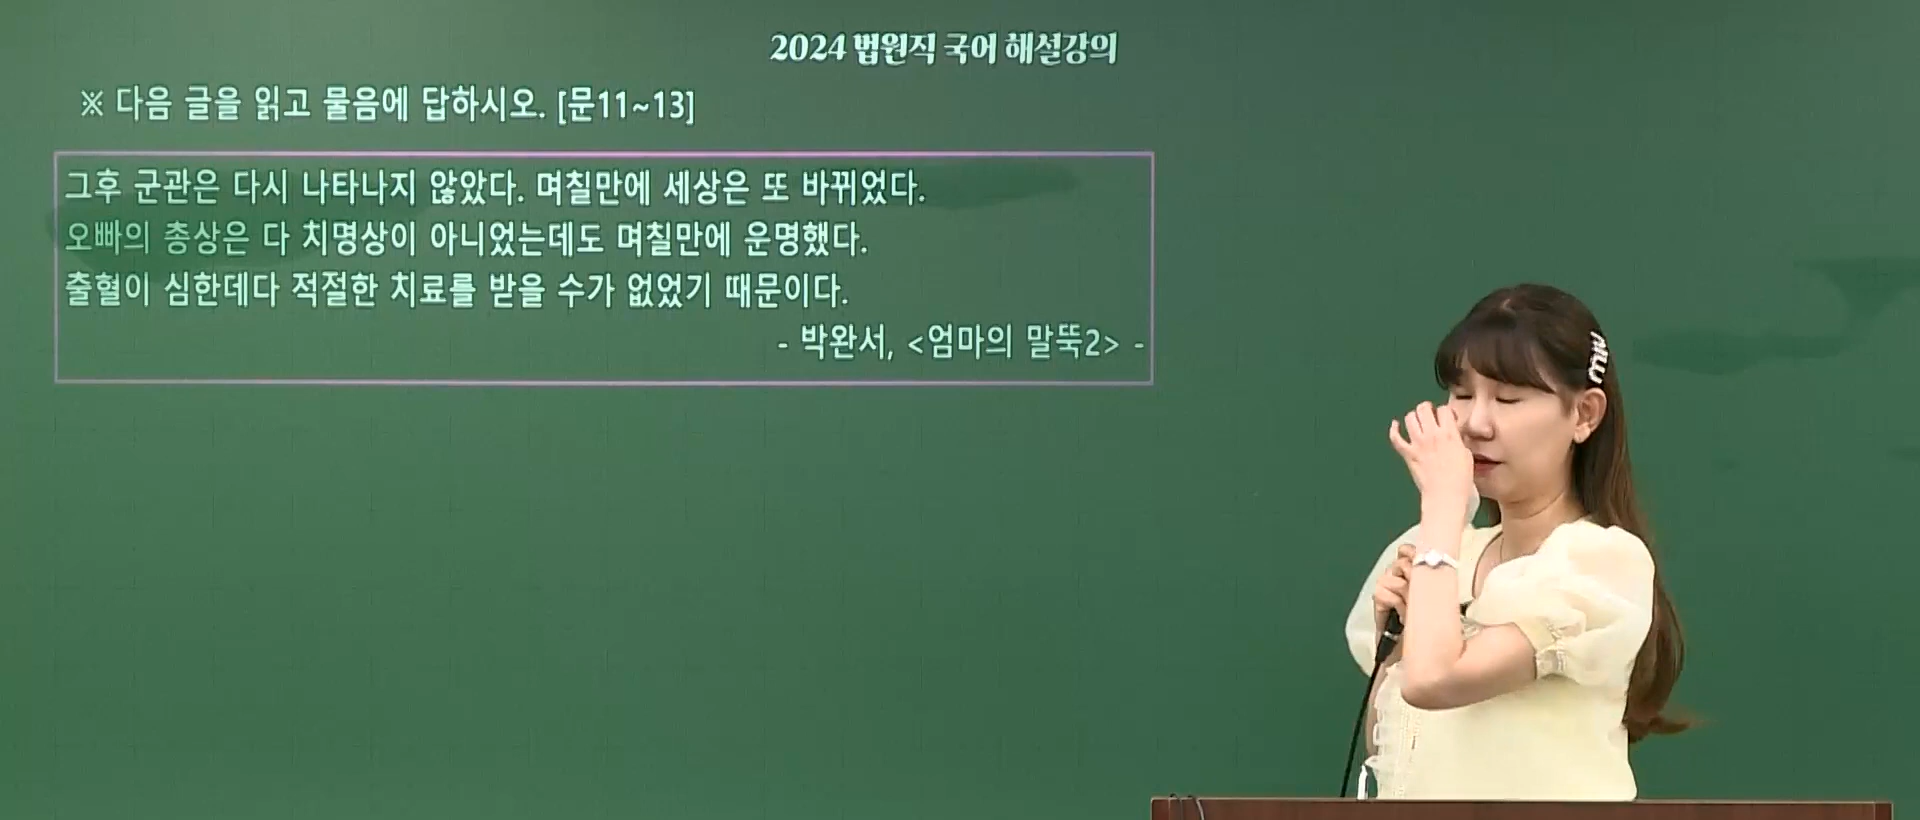 2024 법원직 국어 해설강의
※ 다음 글을 읽고 물음에 답하시오. [문11~13]
그후 군관은 다시 나타나지 않았다. 며칠만에 세상은 또 바뀌었다.
오빠의 총상은 다 치명상이 아니었는데도 며칠만에 운명했다.
출혈이 심한데다 적절한 치료를 받을 수가 없었기 때문이다.
- 박완서, <엄마의 말뚝2> -